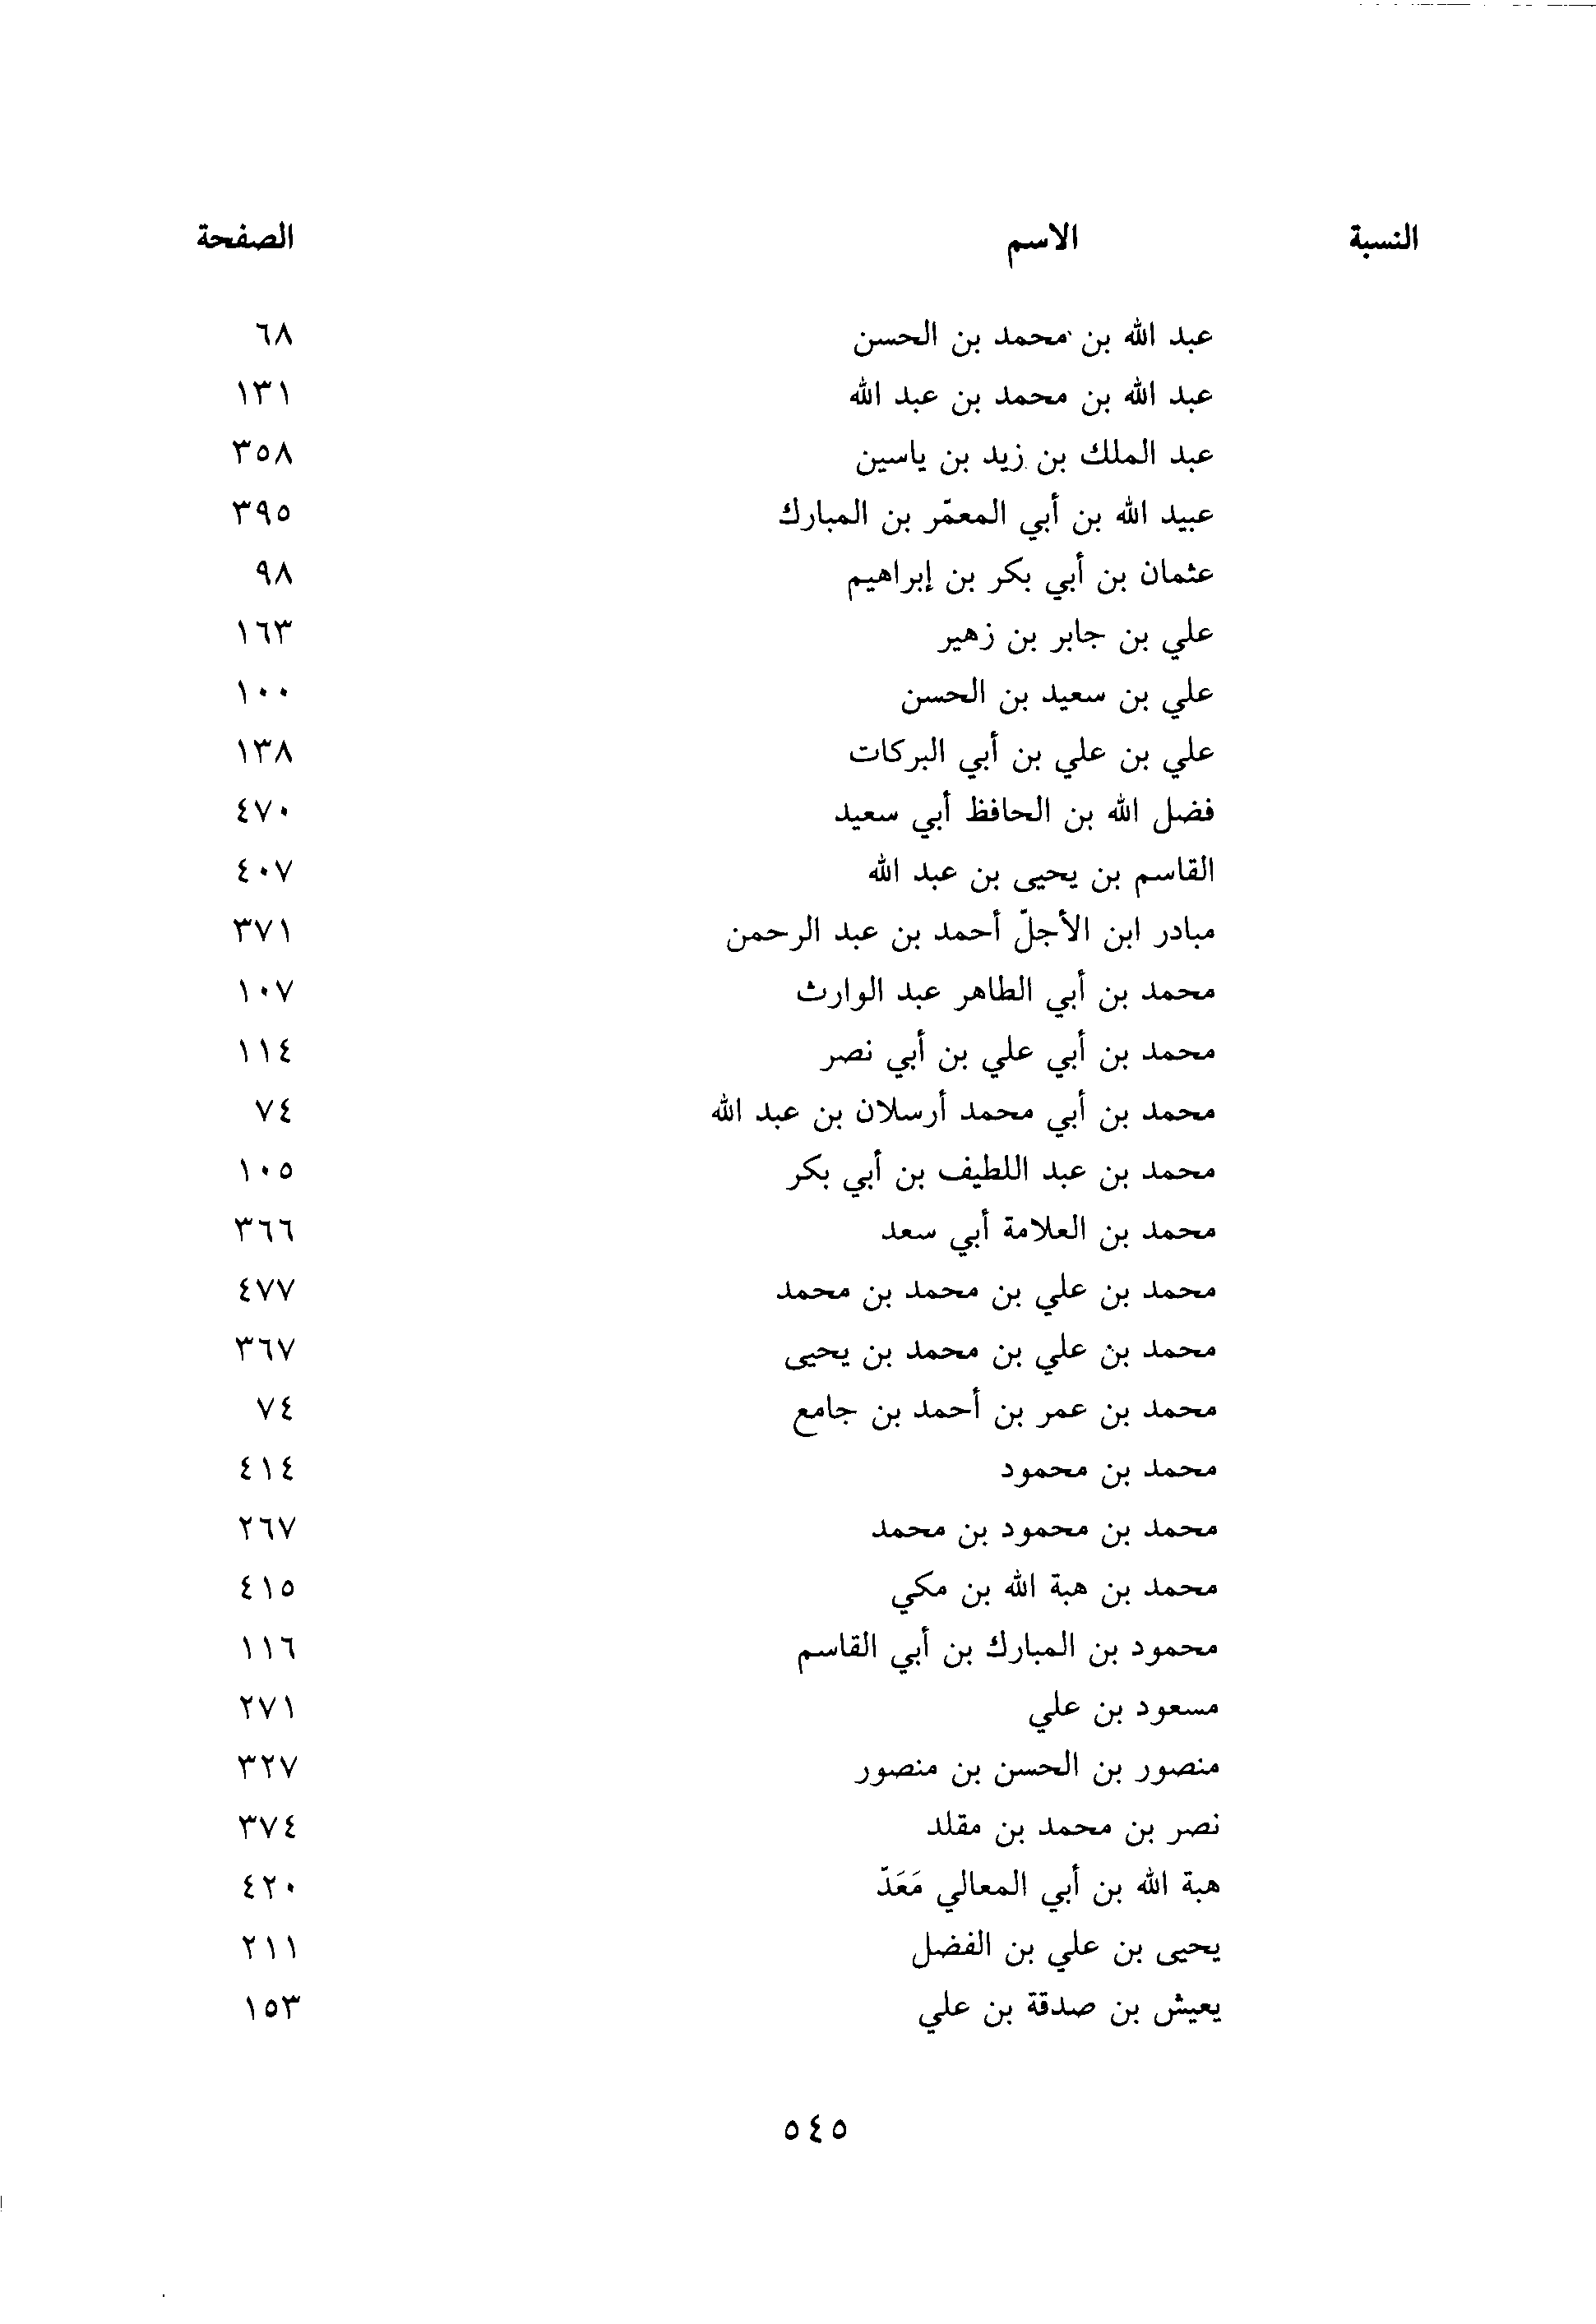 النسبة الاسم الصفحة
عبد الله بن محمد بن الحسن ٦٨
عبد الله بن محمد بن عبد الله ١٣١
عبد الملك بن زيد بن ياسين ٣٥٨
عبيد الله بن أبي المعمّر بن المبارك ٣٩٥
عثمان بن أبي بكر بن إبراهيم ٩٨
علي بن جابر بن زهير ١٦٣
علي بن سعيد بن الحسن ١٠٠
علي بن علي بن أبي البركات ١٣٨
فضل الله بن الحافظ أبي سعيد ٤٧٠
القاسم بن يحيى بن عبد الله ٤٠٧
مبادر ابن الأجلّ أحمد بن عبد الرحمن ٣٧١
محمد بن أبي الطاهر عبد الوارث ١٠٧
محمد بن أبي علي بن أبي نصر ١١٤
محمد بن أبي محمد أرسلان بن عبد الله ٧٤
محمد بن عبد اللطيف بن أبي بكر ١٠٥
محمد بن العلامة أبي سعد ٣٦٦
محمد بن علي بن محمد بن محمد ٤٧٧
محمد بن علي بن محمد بن يحيى ٣٦٧
محمد بن عمر بن أحمد بن جامع ٧٤
محمد بن محمود ٤١٤
محمد بن محمود بن محمد ٢٦٧
محمد بن هبة الله بن مكي ٤١٥
محمود بن المبارك بن أبي القاسم ١١٦
مسعود بن علي ٢٧١
منصور بن الحسن بن منصور ٣٢٧
نصر بن محمد بن مقلد ٣٧٤
هبة الله بن أبي المعالي مَعَدّ ٤٢٠
يحيى بن علي بن الفضل ٢١١
يعيش بن صدقة بن علي ١٥٣
٥٤٥